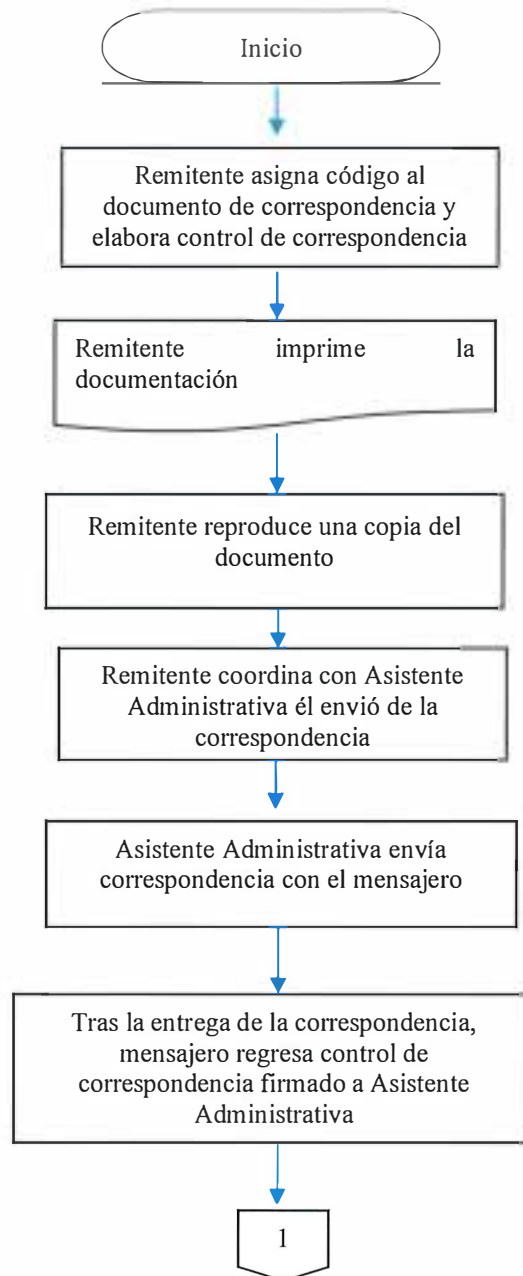 Inicio
Remitente asigna código al
documento de correspondencia y
elabora control de correspondencia
Remitente imprime la
documentación
Remitente reproduce una copia del
documento
Remitente coordina con Asistente
Administrativa él envió de la
correspondencia
Asistente Administrativa envía
correspondencia con el mensajero
Tras la entrega de la correspondencia,
mensajero regresa control de
correspondencia firmado a Asistente
Administrativa
1